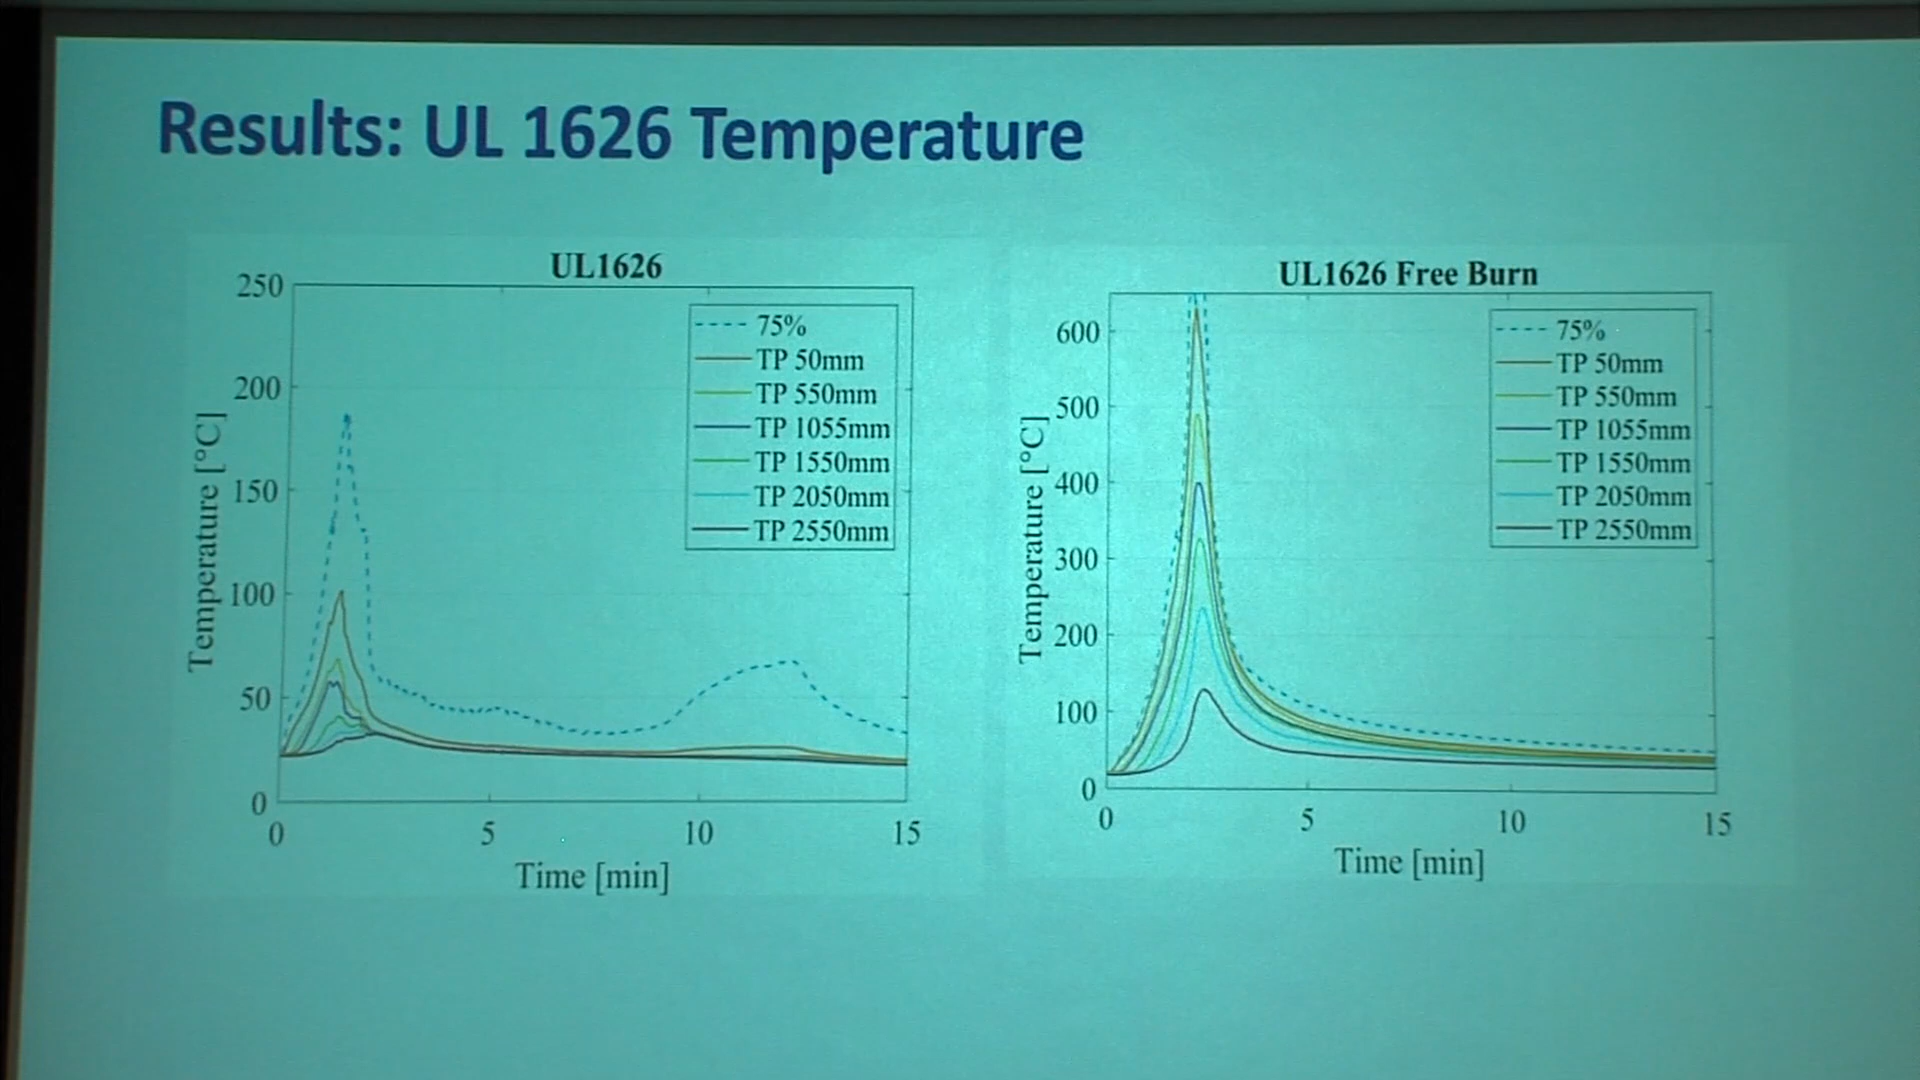 Results: UL 1626 Temperature
UL1626
250
200
150
100
50
0
0
5
10
15
Temperature [°C]
Time [min]
75%
TP 50mm
TP 550mm
TP 1055mm
TP 1550mm
TP 2050mm
TP 2550mm
UL1626 Free Burn
600
500
400
300
200
100
0
0
5
10
15
Temperature [°C]
Time [min]
75%
TP 50mm
TP 550mm
TP 1055mm
TP 1550mm
TP 2050mm
TP 2550mm